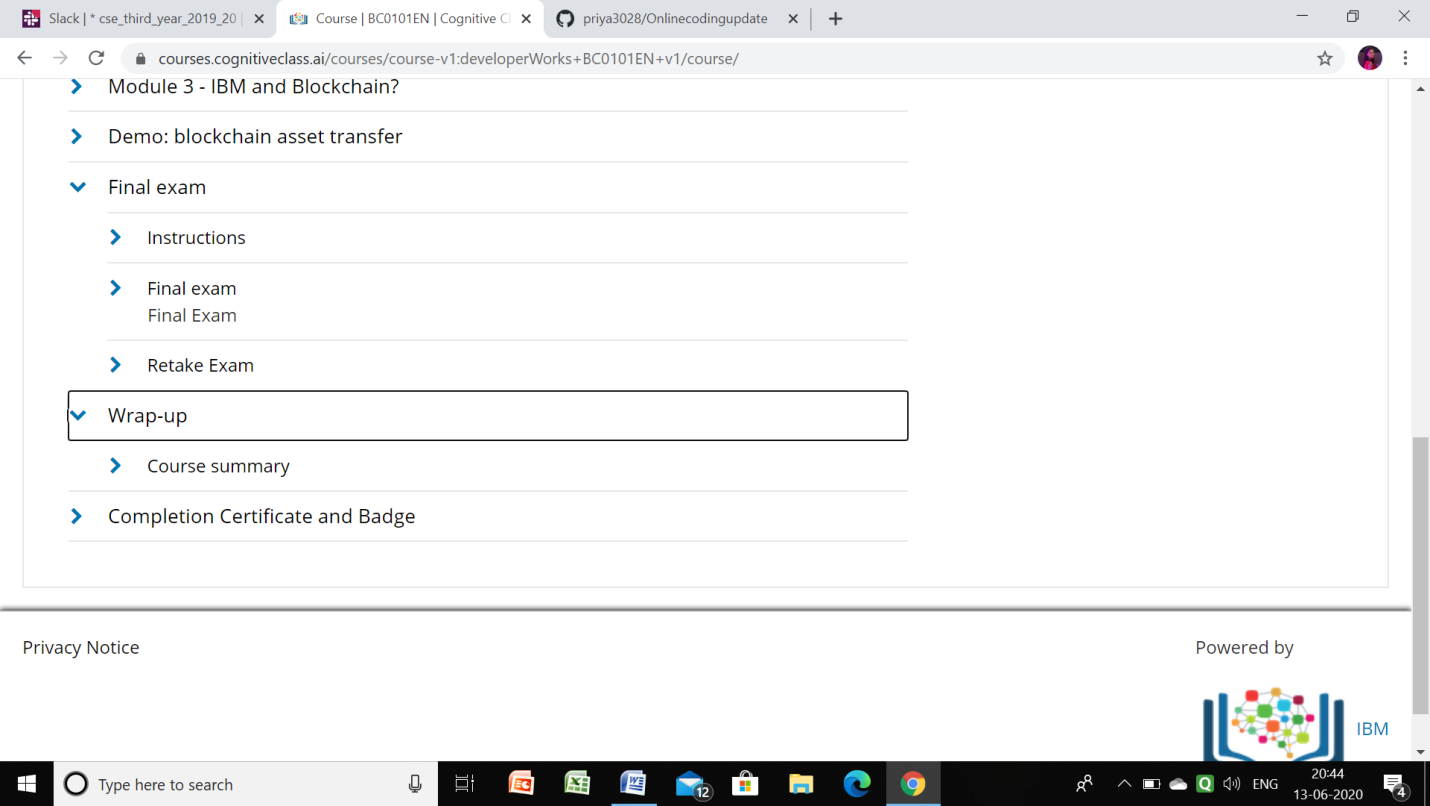 Slack | * cse_third_year_2019_20 |
Course | BC0101EN | Cognitive Cl
priya3028/Onlinecodingupdate
courses.cognitiveclass.ai/courses/course-v1:developerWorks+BC0101EN+v1/course/
Module 3 - IBM and Blockchain?
Demo: blockchain asset transfer
Final exam
Instructions
Final exam
Final Exam
Retake Exam
Wrap-up
Course summary
Completion Certificate and Badge
Privacy Notice
Powered by
IBM
Type here to search
12
ENG
20:44
13-06-2020
4